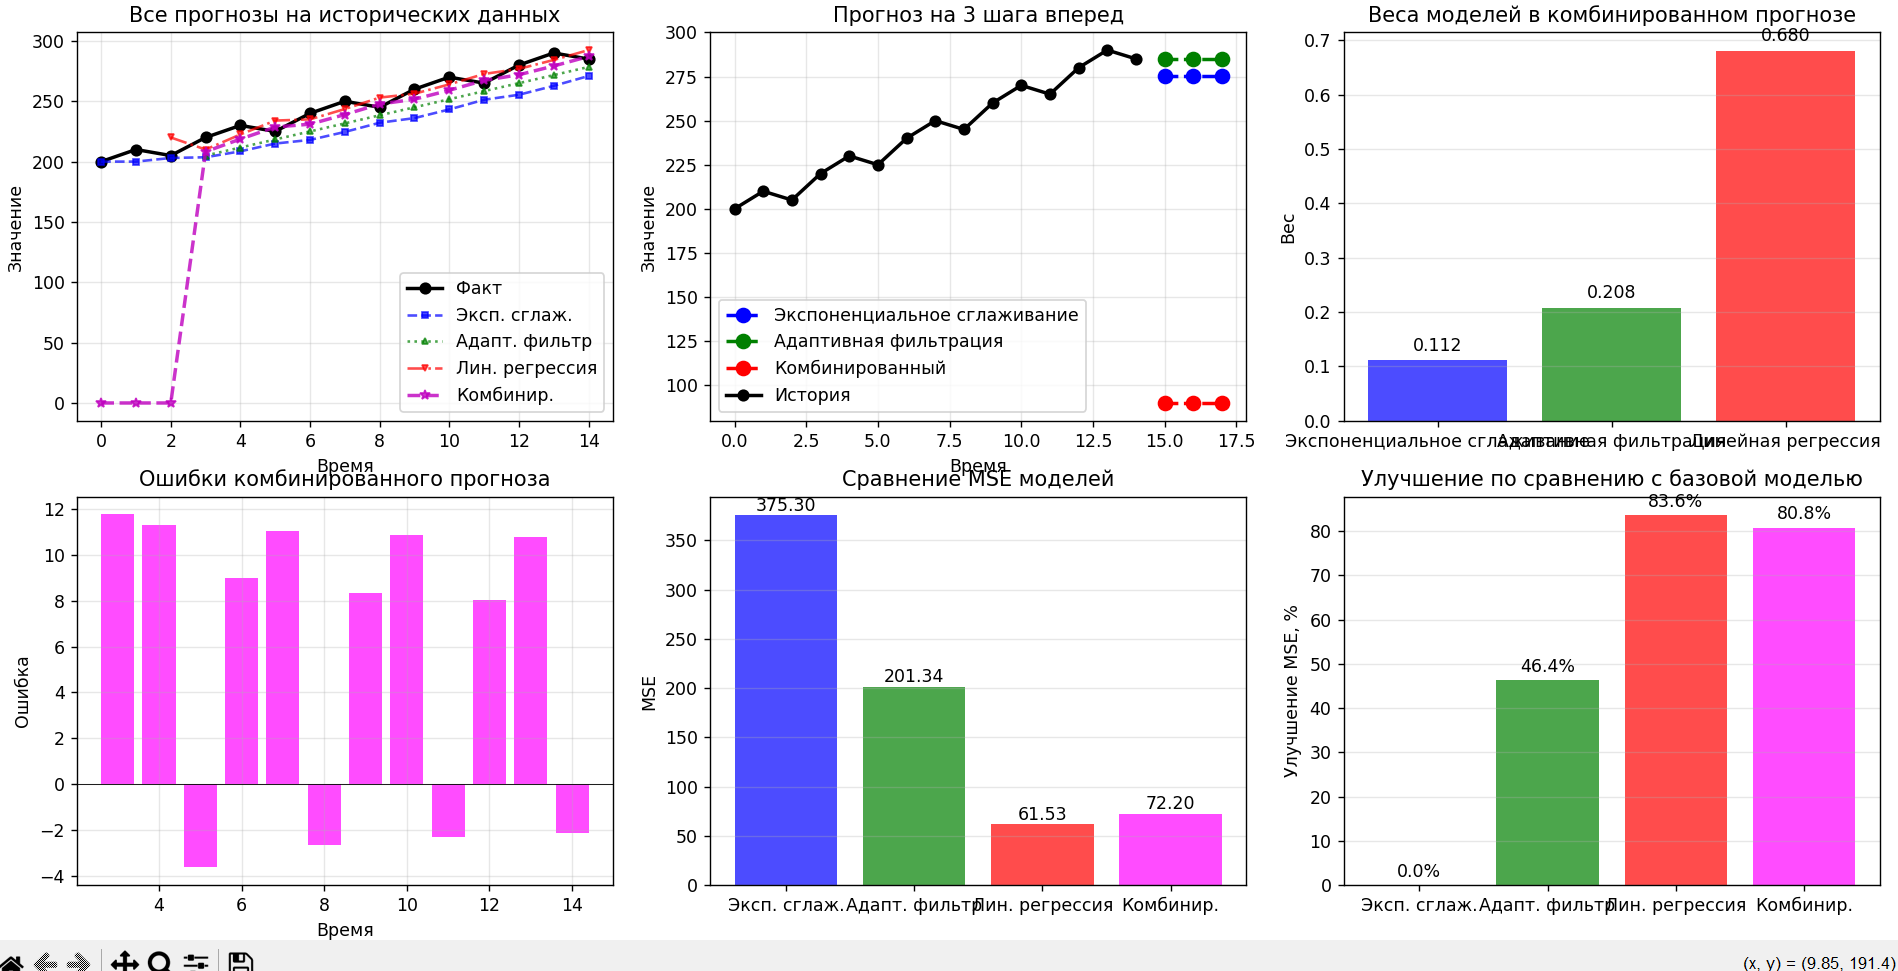 Все прогнозы на исторических данных
Значение
300
250
200
150
100
50
0
Факт
Эксп. сглаж.
Адапт. фильтр
Лин. регрессия
Комбинир.
0 2 4 6 8 10 12 14
Время
Прогноз на 3 шага вперед
Значение
300
275
250
225
200
175
150
125
100
Экспоненциальное сглаживание
Адаптивная фильтрация
Комбинированный
История
0.0 2.5 5.0 7.5 10.0 12.5 15.0 17.5
Время
Веса моделей в комбинированном прогнозе
Вес
0.7
0.6
0.5
0.4
0.3
0.2
0.1
0.0
0.112
0.208
0.680
Экспоненциальное сглаживание Адаптивная фильтрация Линейная регрессия
Ошибки комбинированного прогноза
Ошибка
12
10
8
6
4
2
0
−2
−4
4 6 8 10 12 14
Время
Сравнение MSE моделей
MSE
350
300
250
200
150
100
50
0
375.30
201.34
61.53
72.20
Эксп. сглаж. Адапт. фильтр Лин. регрессия Комбинир.
Улучшение по сравнению с базовой моделью
Улучшение MSE, %
80
70
60
50
40
30
20
10
0
0.0%
46.4%
83.6%
80.8%
Эксп. сглаж. Адапт. фильтр Лин. регрессия Комбинир.
(x, y) = (9.85, 191.4)